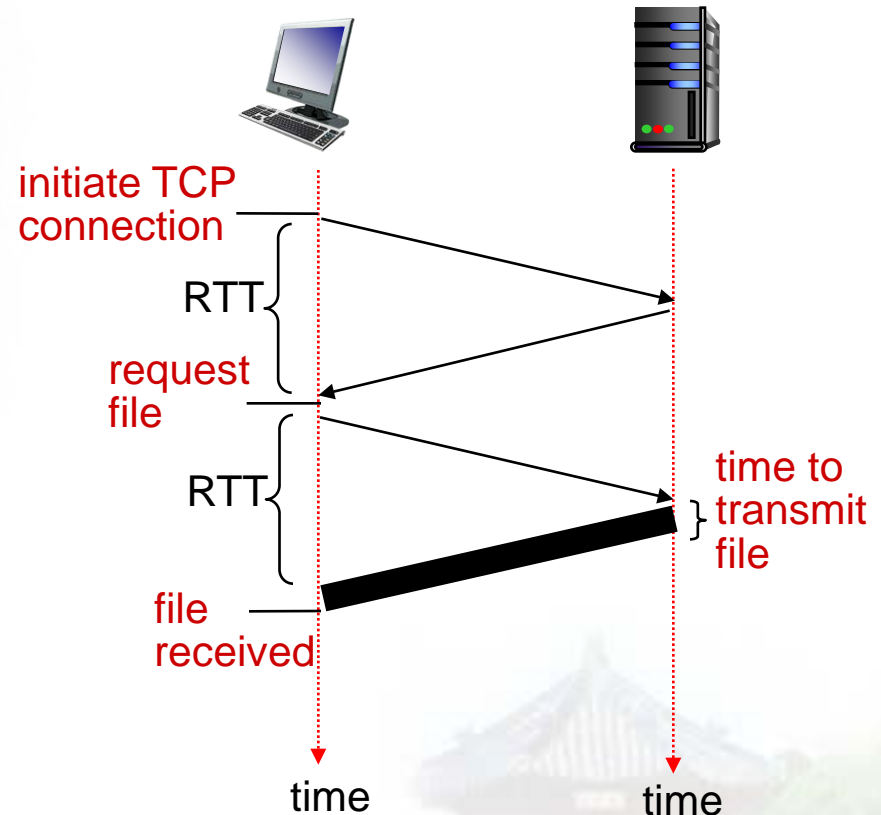 initiate TCP
connection
RTT
request
file
RTT
time to
transmit
file
file
received
time
time